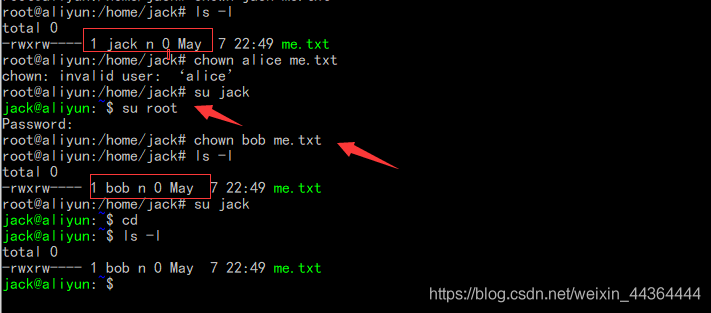 root@aliyun:/home/jack# ls -l
total 0
-rwxrw---- 1 jack n 0 May  7 22:49 me.txt
root@aliyun:/home/jack# chown alice me.txt
chown: invalid user: ‘alice’
root@aliyun:/home/jack# su jack
jack@aliyun:~$ su root
Password:
root@aliyun:/home/jack# chown bob me.txt
root@aliyun:/home/jack# ls -l
total 0
-rwxrw---- 1 bob n 0 May  7 22:49 me.txt
root@aliyun:/home/jack# su jack
jack@aliyun:~$ cd
jack@aliyun:~$ ls -l
total 0
-rwxrw---- 1 bob n 0 May  7 22:49 me.txt
jack@aliyun:~$
https://blog.csdn.net/weixin_44364444